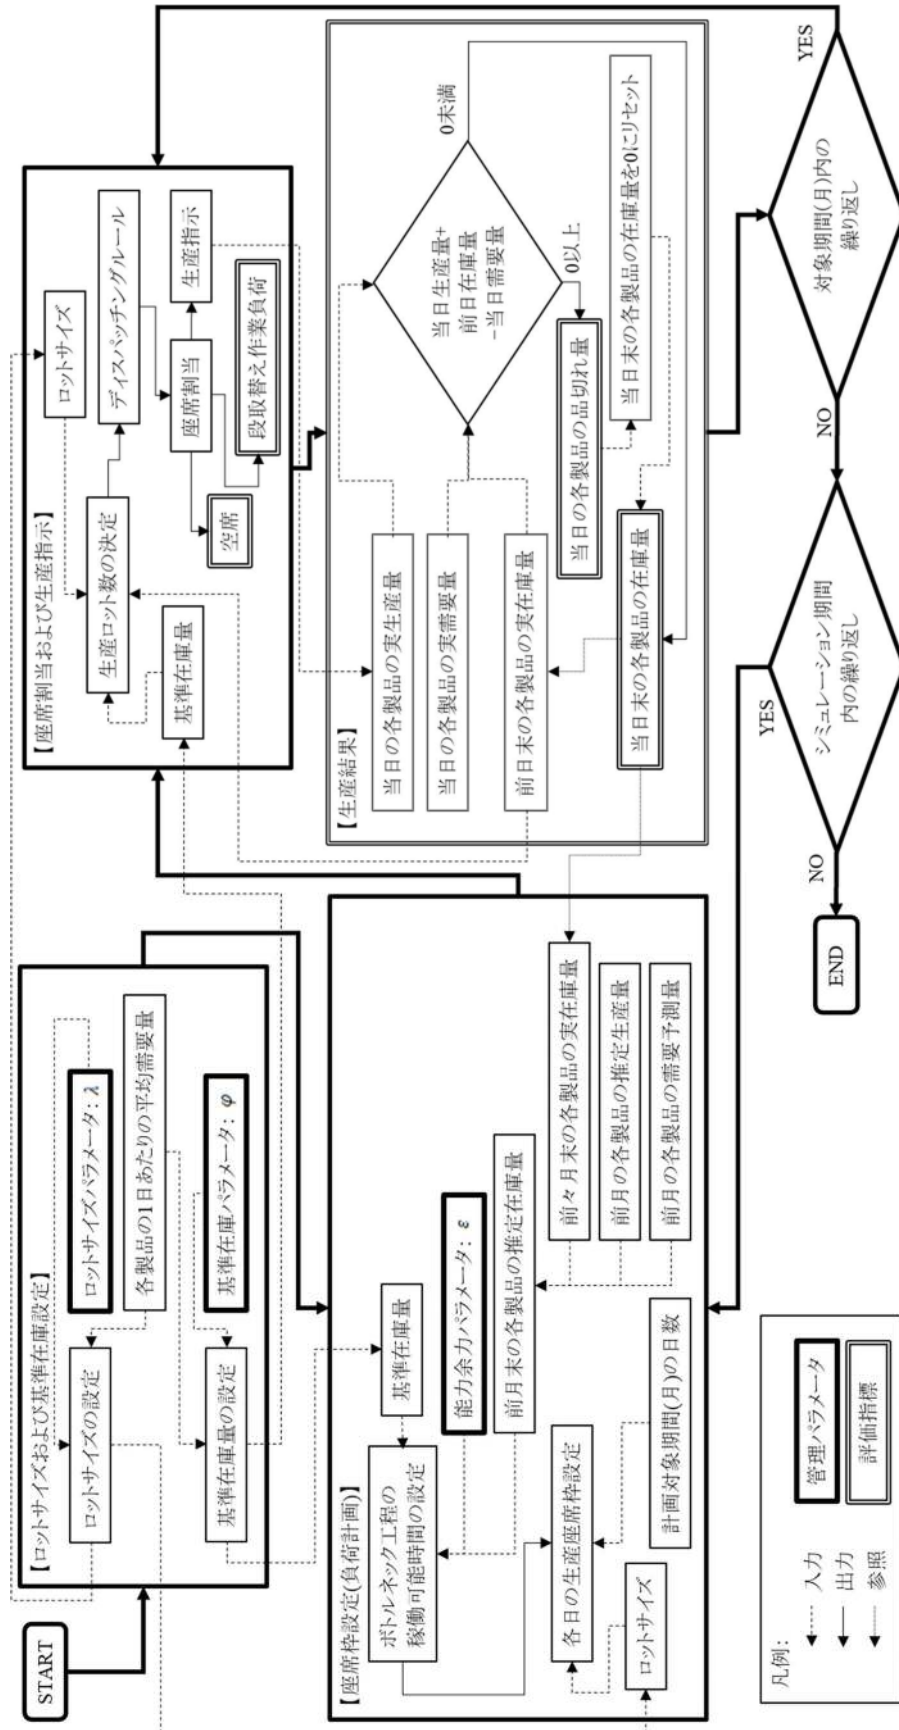 START
【ロットサイズおよび基準在庫設定】
ロットサイズパラメータ: λ
ロットサイズの設定
各製品の1日あたりの平均需要量
基準在庫量の設定
基準在庫パラメータ: φ
【座席枠設定(負荷計画)】
基準在庫量
ボトルネック工程の
稼働可能時間の設定
能力余力パラメータ: ε
前月末の各製品の推定在庫量
前々月末の各製品の実在庫量
前月の各製品の推定生産量
前月の各製品の需要予測量
各日の生産座席枠設定
計画対象期間(月)の日数
ロットサイズ
【座席割当および生産指示】
ロットサイズ
生産ロット数の決定
ディスパッチングルール
基準在庫量
座席割当
生産指示
空席
段取替え作業負荷
【生産結果】
当日の各製品の実生産量
当日の各製品の実需要量
前日末の各製品の実在庫量
当日生産量+
前日在庫量
-当日需要量
0未満
0以上
当日の各製品の品切れ量
当日末の各製品の在庫量を0にリセット
当日末の各製品の在庫量
対象期間(月)内の
繰り返し
YES
NO
シミュレーション期間
内の繰り返し
YES
NO
END
凡例:
入力
出力
参照
管理パラメータ
評価指標